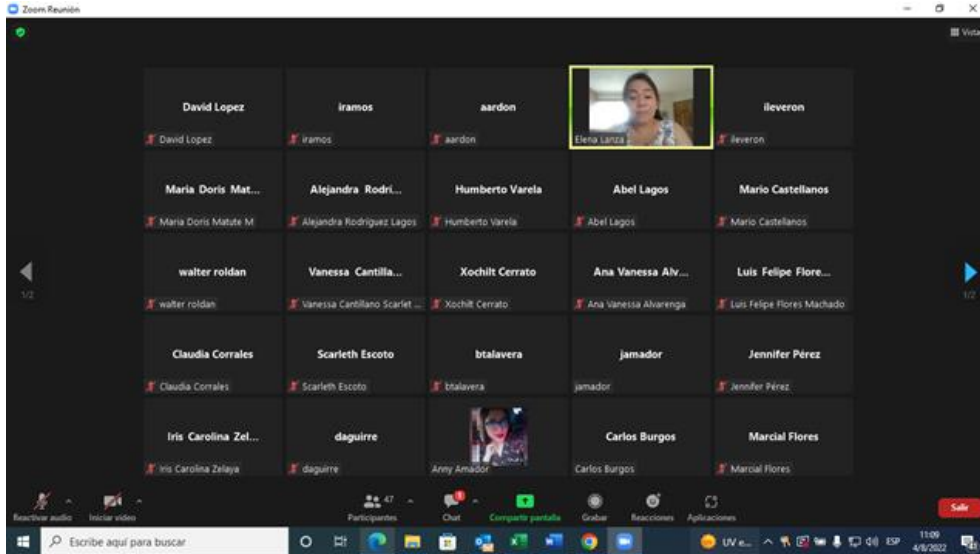 Zoom Reunión
Vista
David Lopez
David Lopez
iramos
iramos
aardon
aardon
Elena Lanza
ileveron
ileveron
Maria Doris Mat...
Maria Doris Matute M
Alejandra Rodrí...
Alejandra Rodríguez Lagos
Humberto Varela
Humberto Varela
Abel Lagos
Abel Lagos
Mario Castellanos
Mario Castellanos
1/2
walter roldan
walter roldan
Vanessa Cantilla...
Vanessa Cantillano Scarlet ...
Xochilt Cerrato
Xochilt Cerrato
Ana Vanessa Alv...
Ana Vanessa Alvarenga
Luis Felipe Flore...
Luis Felipe Flores Machado
1/2
Claudia Corrales
Claudia Corrales
Scarleth Escoto
Scarleth Escoto
btalavera
btalavera
jamador
jamador
Jennifer Pérez
Jennifer Pérez
Iris Carolina Zel...
Iris Carolina Zelaya
daguirre
daguirre
Anny Amador
Carlos Burgos
Carlos Burgos
Marcial Flores
Marcial Flores
Reactivar audio
Iniciar video
47
Participantes
1
Chat
Compartir pantalla
Grabar
Reacciones
Aplicaciones
Salir
Escribe aquí para buscar
UV e...
ESP
11:09
4/8/2022